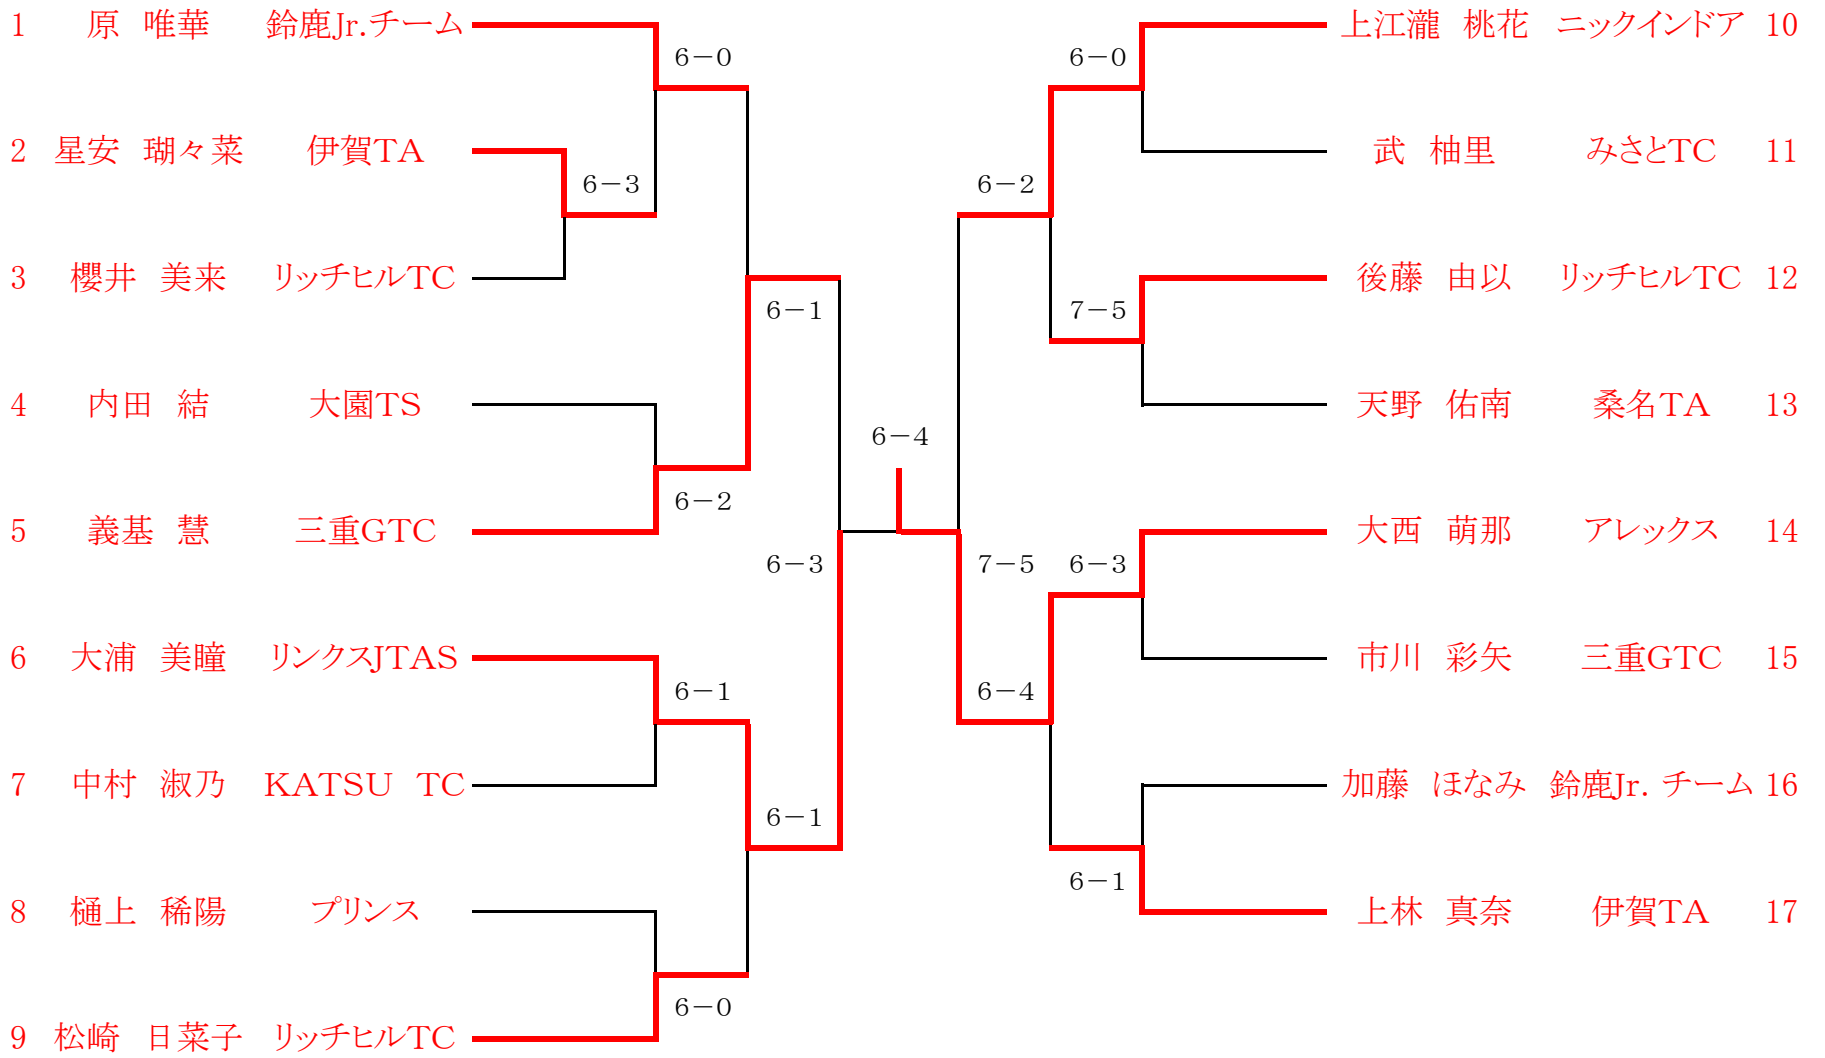 1 原 唯華 鈴鹿Jr.チーム
2 星安 瑚々菜 伊賀TA
3 櫻井 美来 リッチヒルTC
4 内田 結 大園TS
5 義基 慧 三重GTC
6 大浦 美瞳 リンクスJTAS
7 中村 淑乃 KATSU TC
8 樋上 稀陽 プリンス
9 松崎 日菜子 リッチヒルTC
6-0
6-3
6-1
6-2
6-3
6-1
6-1
6-0
6-4
6-0
6-2
7-5
7-5
6-3
6-4
6-1
上江瀧 桃花 ニックインドア 10
武 柚里 みさとTC 11
後藤 由以 リッチヒルTC 12
天野 佑南 桑名TA 13
大西 萌那 アレックス 14
市川 彩矢 三重GTC 15
加藤 ほなみ 鈴鹿Jr. チーム 16
上林 真奈 伊賀TA 17